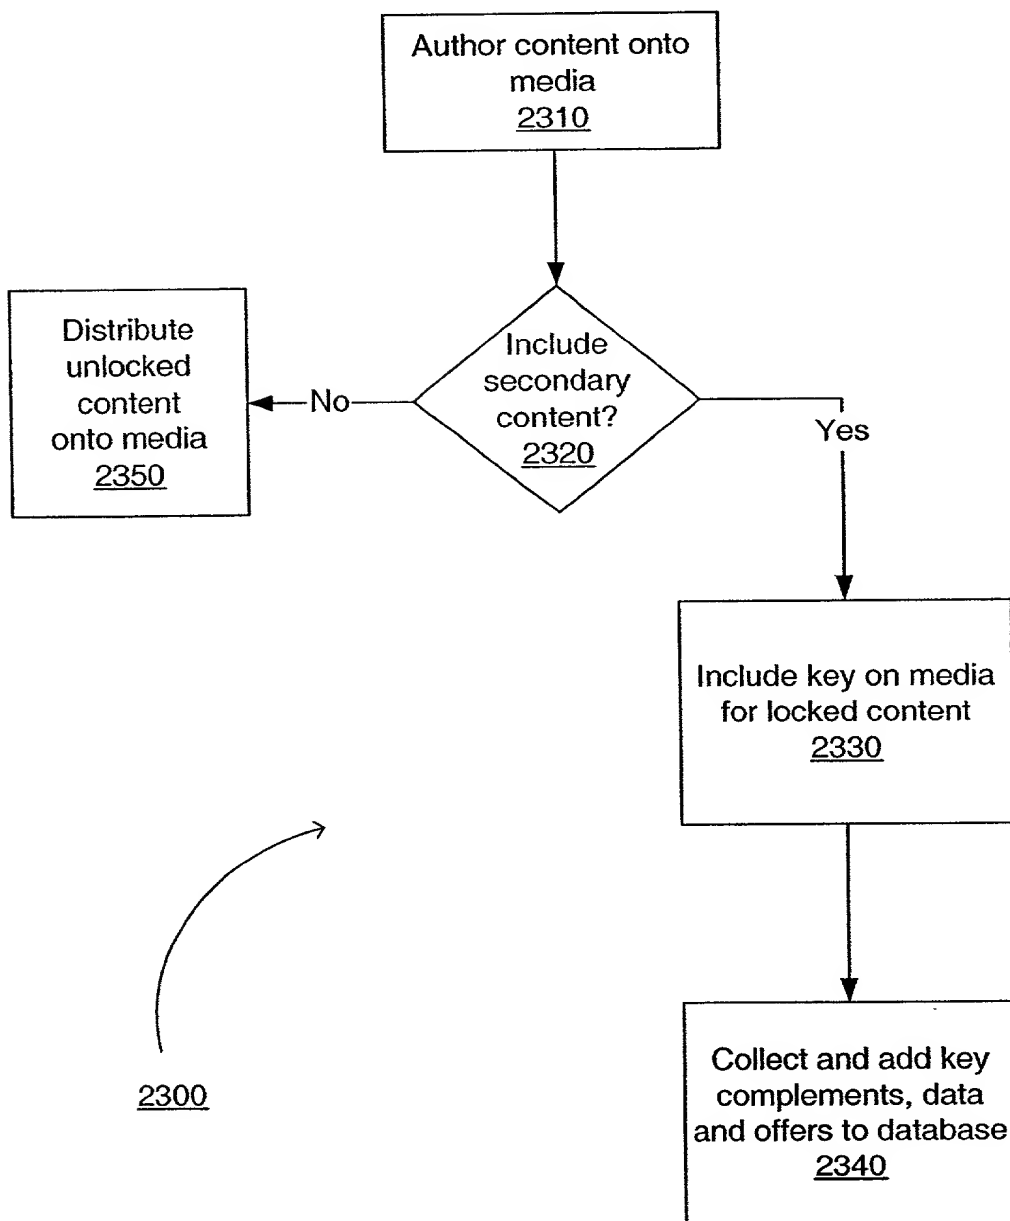 Author content onto
media
2310
Include
secondary
content?
2320
No
Distribute
unlocked
content
onto media
2350
Yes
Include key on media
for locked content
2330
Collect and add key
complements, data
and offers to database
2340
2300